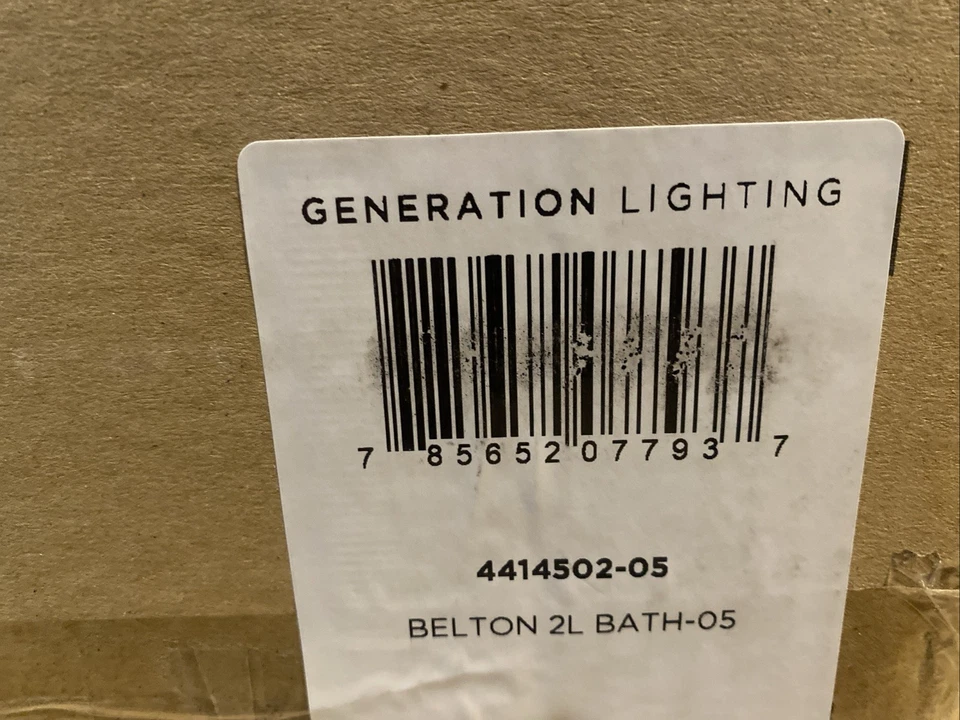 GENERATION LIGHTING
7 85652 07793 7
4414502-05
BELTON 2L BATH-05